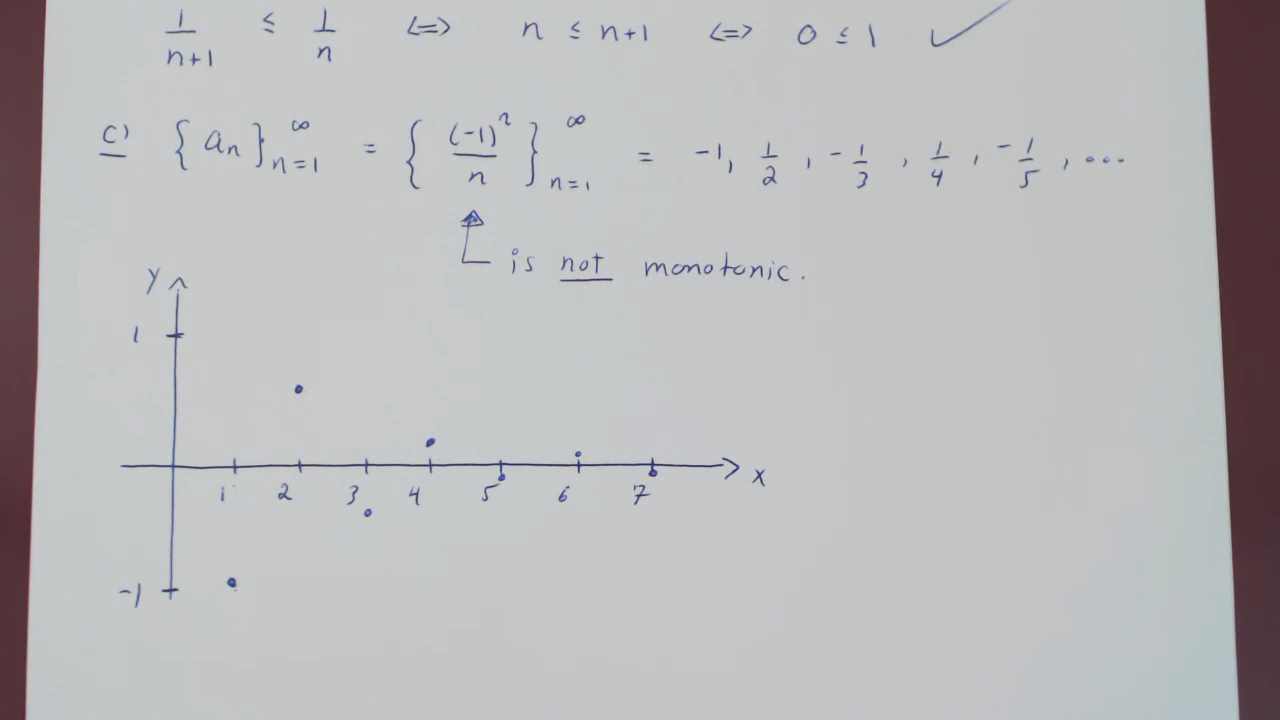 1/(n+1) ≤ 1/n <=> n ≤ n+1 <=> 0 ≤ 1 ✓
c) {a_n}_{n=1}^∞ = {(-1)^n/n}_{n=1}^∞ = -1, 1/2, -1/3, 1/4, -1/5, ...
is not monotonic.
y
1
1 2 3 4 5 6 7 x
-1